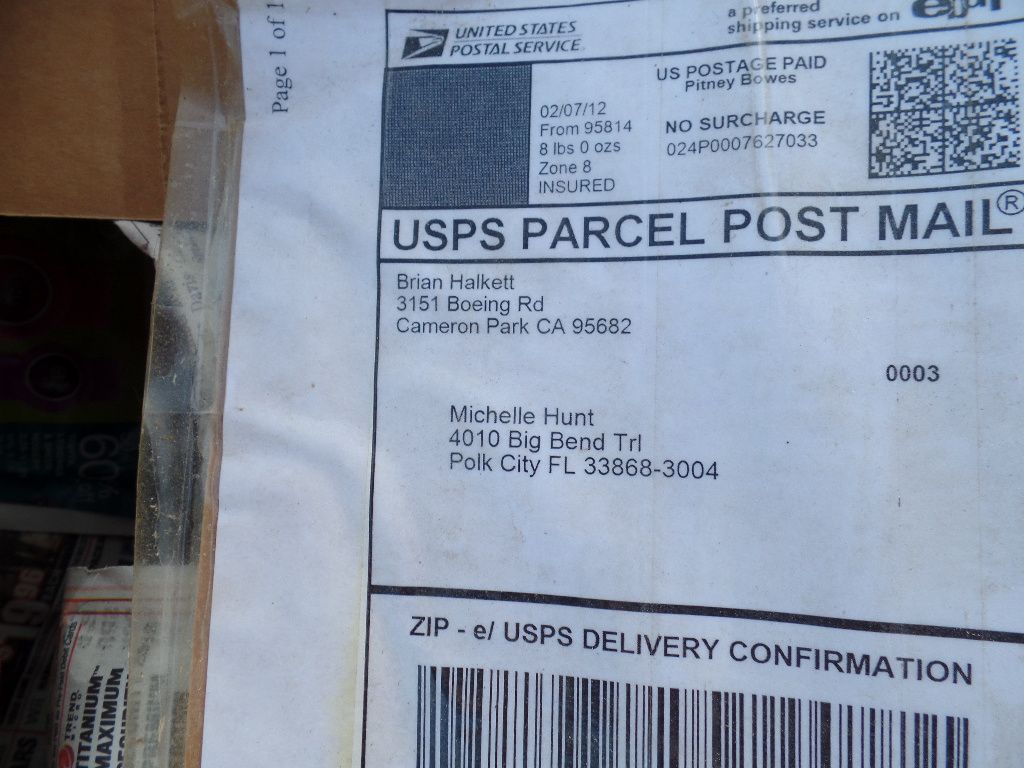 Page 1 of 1
UNITED STATES
POSTAL SERVICE
a preferred
shipping service on
02/07/12
From 95814
8 lbs 0 ozs
Zone 8
INSURED
US POSTAGE PAID
Pitney Bowes
NO SURCHARGE
024P0007627033
USPS PARCEL POST MAIL®
Brian Halkett
3151 Boeing Rd
Cameron Park CA 95682
0003
Michelle Hunt
4010 Big Bend Trl
Polk City FL 33868-3004
ZIP - e/ USPS DELIVERY CONFIRMATION
TREND
TITANIUM™
MAXIMUM